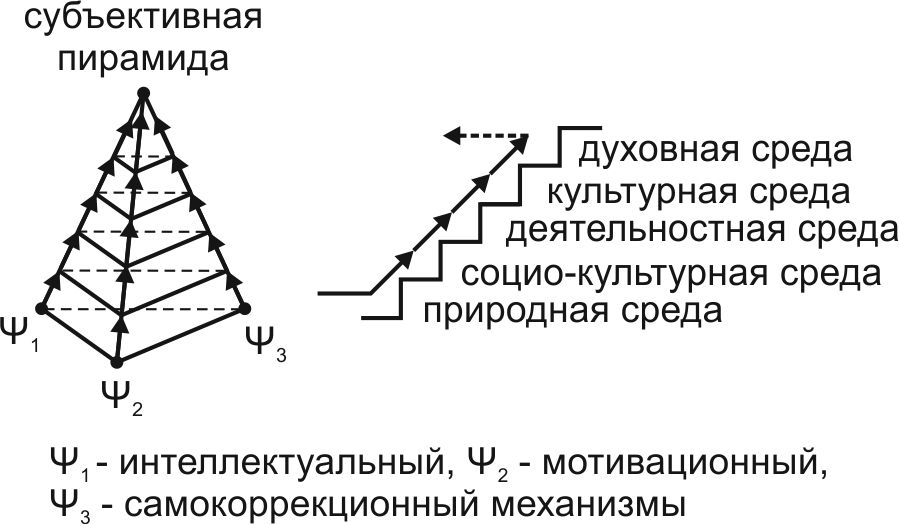 субъективная
пирамида
духовная среда
культурная среда
деятельностная среда
социо-культурная среда
природная среда
Ψ1
Ψ2
Ψ3
Ψ1 - интеллектуальный, Ψ2 - мотивационный,
Ψ3 - самокоррекционный механизмы